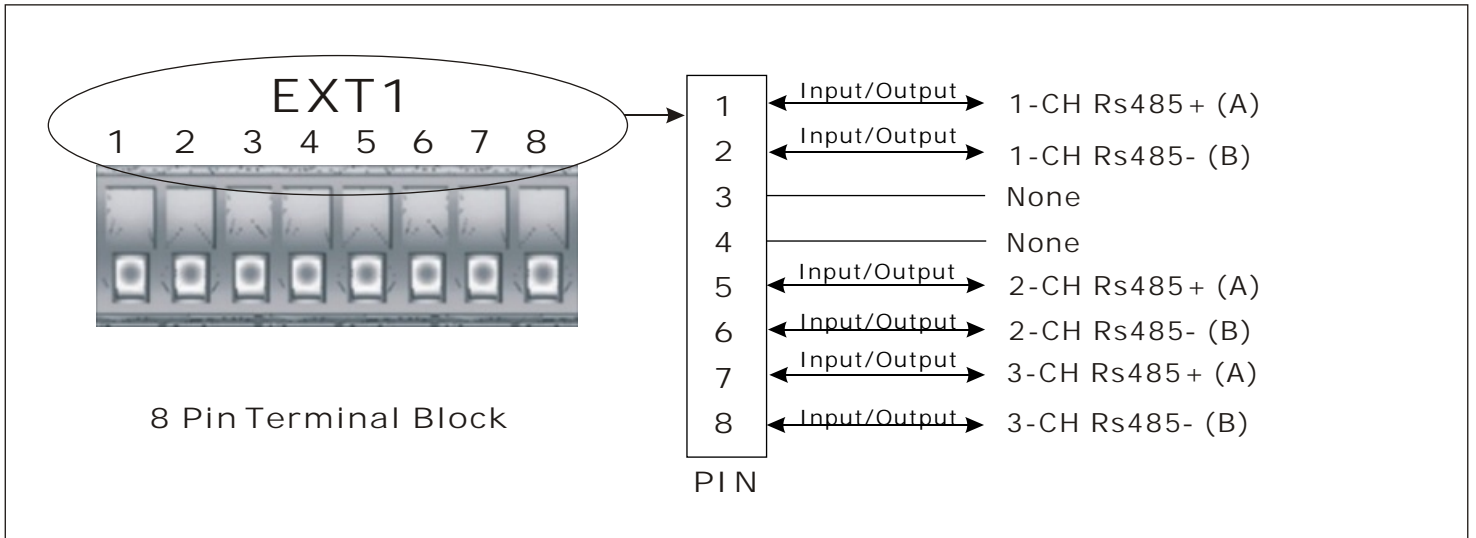 EXT1
1 2 3 4 5 6 7 8
8 Pin Terminal Block
1 Input/Output 1-CH Rs485+ (A)
2 Input/Output 1-CH Rs485- (B)
3 None
4 None
5 Input/Output 2-CH Rs485+ (A)
6 Input/Output 2-CH Rs485- (B)
7 Input/Output 3-CH Rs485+ (A)
8 Input/Output 3-CH Rs485- (B)
PIN